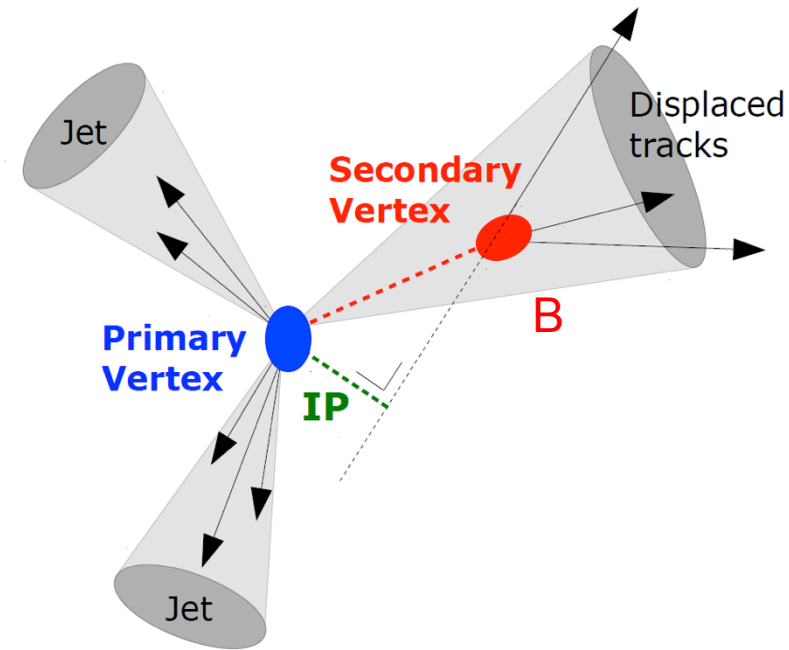 Jet
Displaced
tracks
Secondary
Vertex
B
Primary
Vertex
IP
Jet